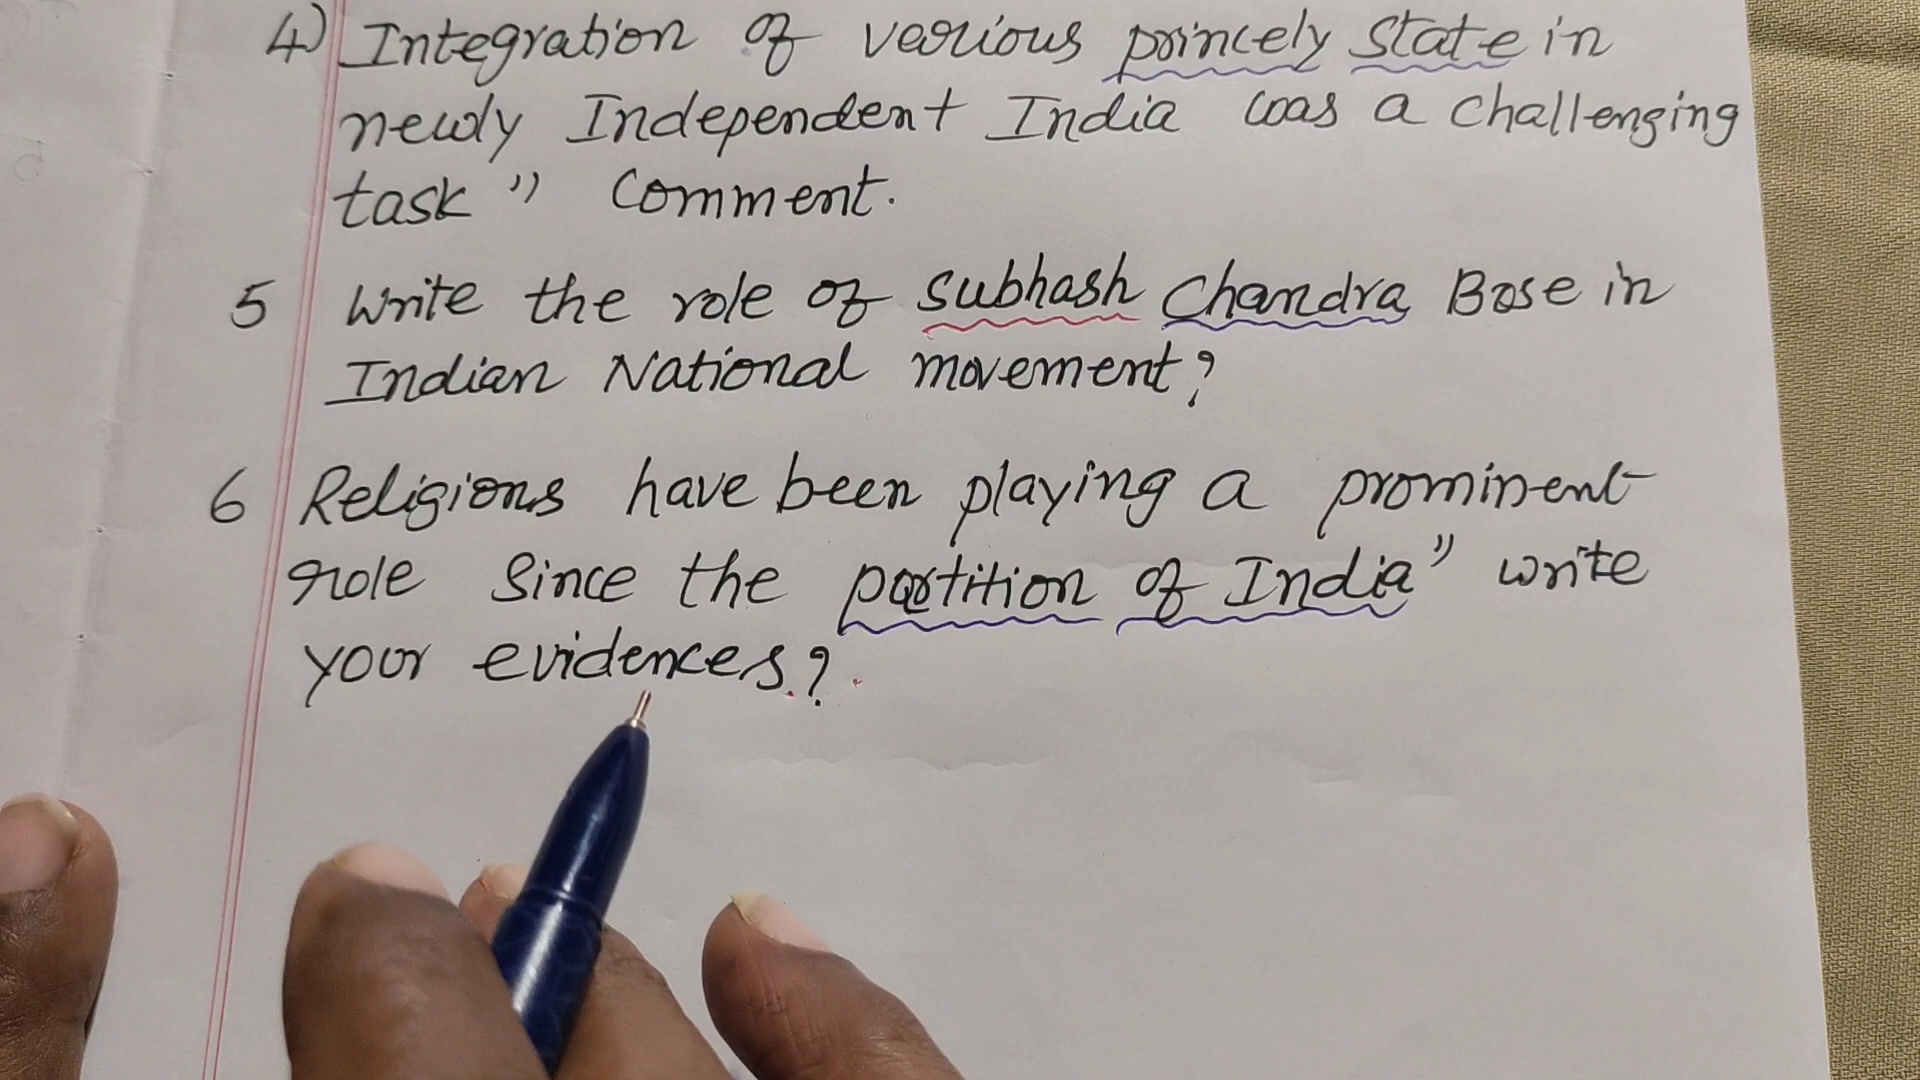 4) Integration of various princely state in
newly Independent India was a challenging
task" comment.
5 Write the role of Subhash Chandra Bose in
Indian National movement?
6 Religions have been playing a prominent
role since the partition of India" write
your evidences.?